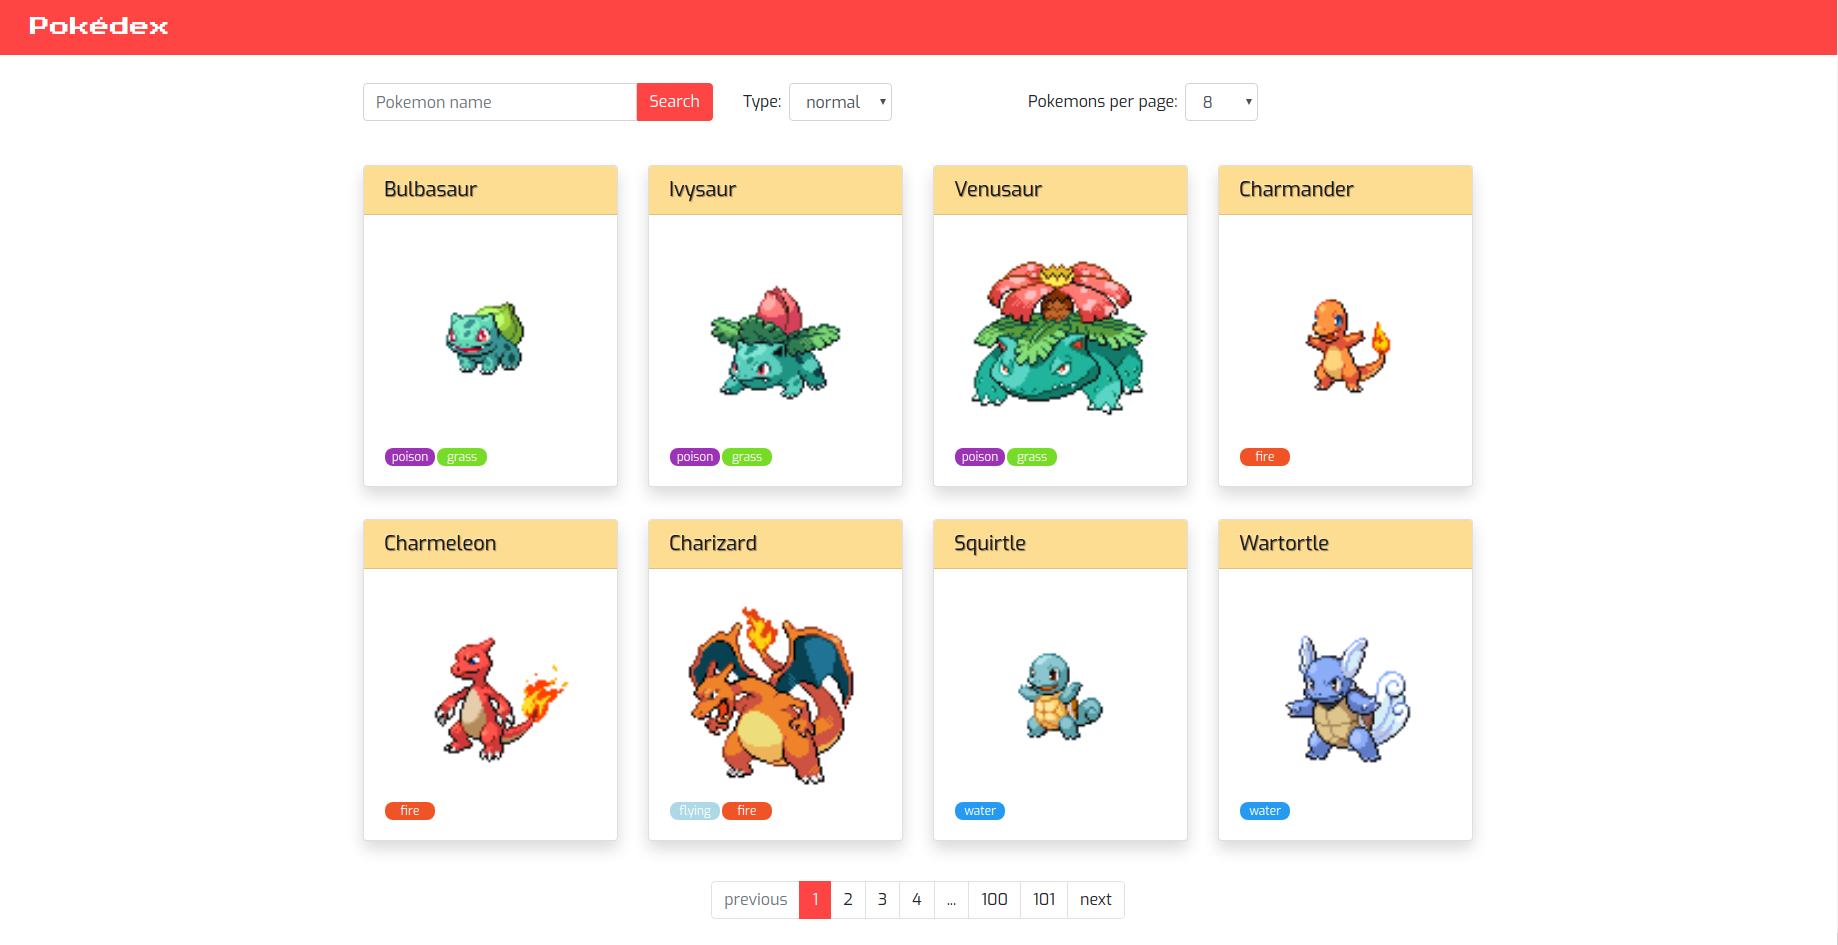 Pokédex
Pokemon name Search Type: normal Pokemons per page: 8
Bulbasaur Ivysaur Venusaur Charmander
poison grass poison grass poison grass fire
Charmeleon Charizard Squirtle Wartortle
fire flying fire water water
previous 1 2 3 4 ... 100 101 next